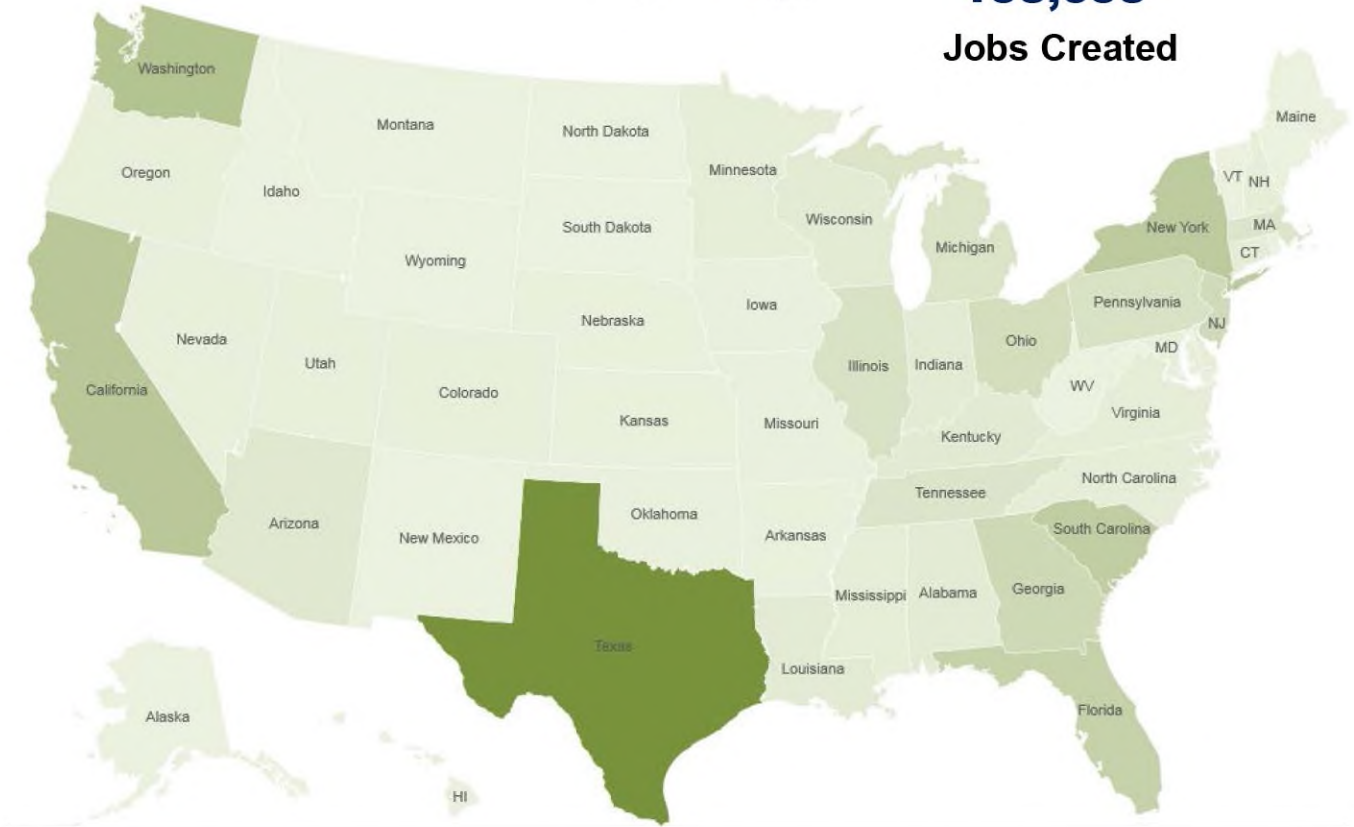 Jobs Created
Washington
Montana
North Dakota
Minnesota
Maine
Oregon
Idaho
South Dakota
Wisconsin
VT
NH
New York
MA
Michigan
CT
Wyoming
Iowa
Pennsylvania
Nebraska
NJ
Nevada
Ohio
MD
Utah
Illinois
Indiana
WV
California
Colorado
Kansas
Missouri
Virginia
Kentucky
North Carolina
Tennessee
Arizona
Oklahoma
South Carolina
New Mexico
Arkansas
Mississippi
Alabama
Georgia
Texas
Louisiana
Florida
Alaska
HI